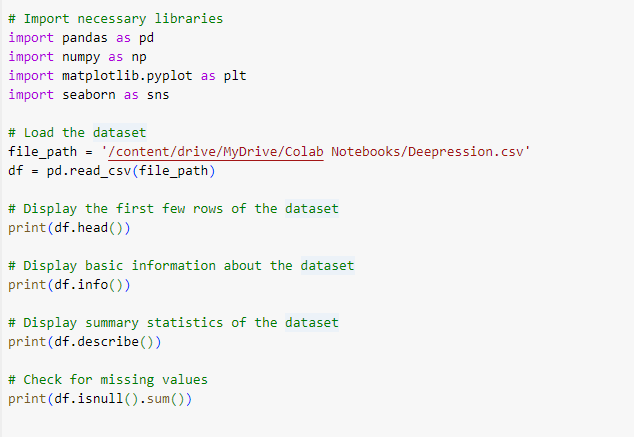 # Import necessary libraries
import pandas as pd
import numpy as np
import matplotlib.pyplot as plt
import seaborn as sns
# Load the dataset
file_path = '/content/drive/MyDrive/Colab Notebooks/Deepression.csv'
df = pd.read_csv(file_path)
# Display the first few rows of the dataset
print(df.head())
# Display basic information about the dataset
print(df.info())
# Display summary statistics of the dataset
print(df.describe())
# Check for missing values
print(df.isnull().sum())